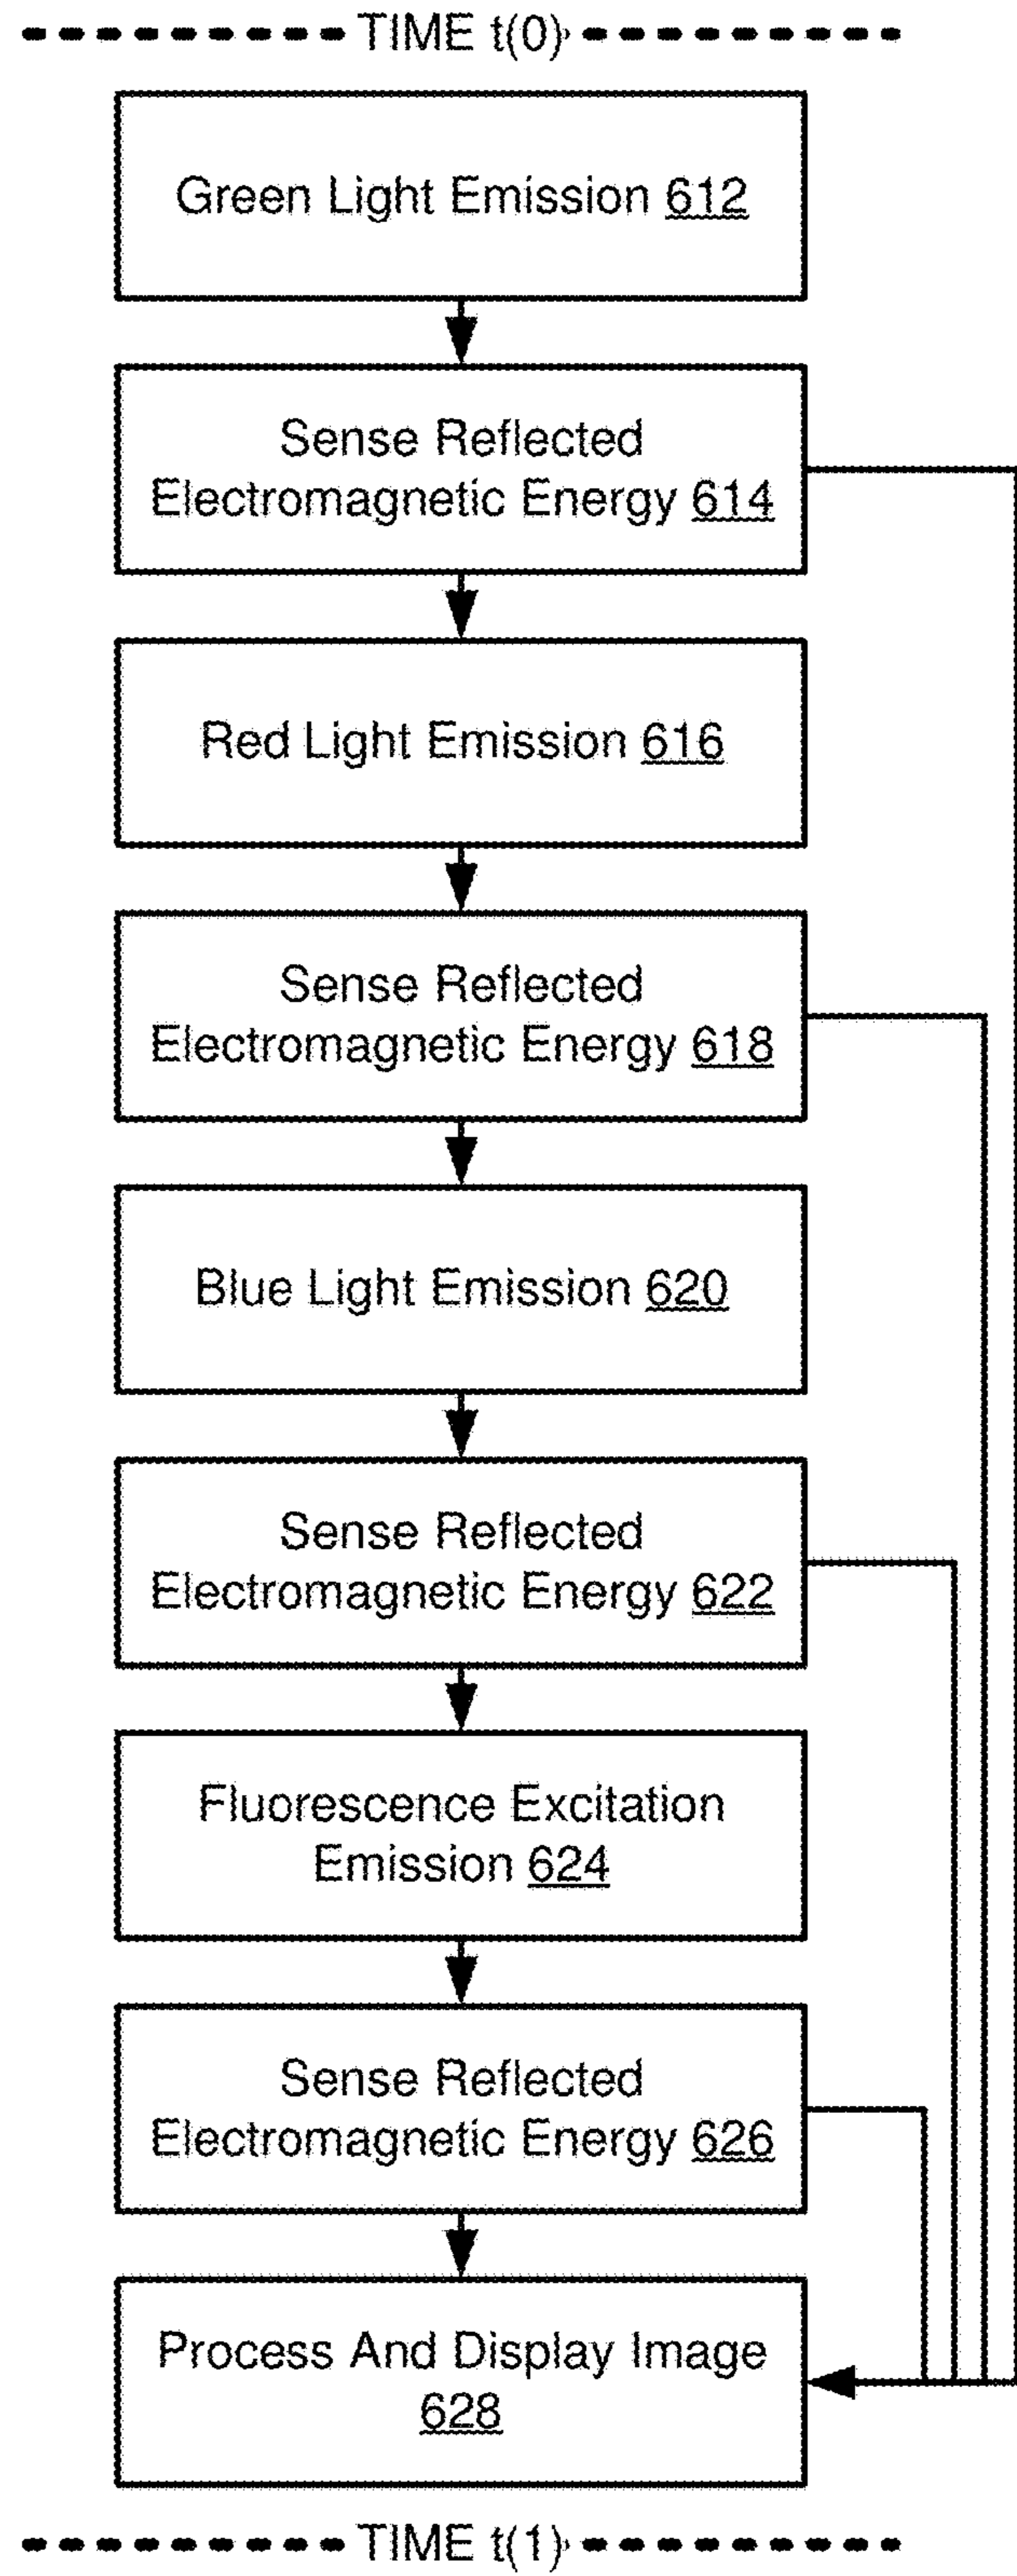 TIME t(0)
Green Light Emission 612
Sense Reflected
Electromagnetic Energy 614
Red Light Emission 616
Sense Reflected
Electromagnetic Energy 618
Blue Light Emission 620
Sense Reflected
Electromagnetic Energy 622
Fluorescence Excitation
Emission 624
Sense Reflected
Electromagnetic Energy 626
Process And Display Image
628
TIME t(1)